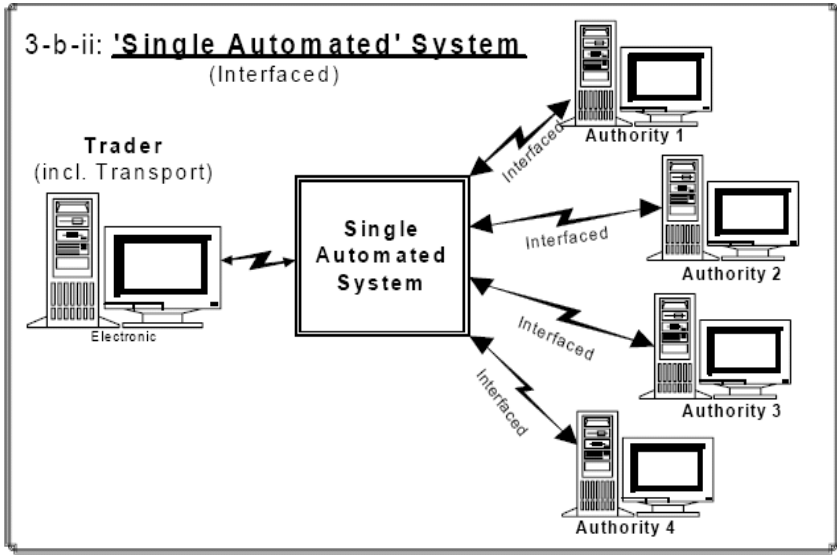 3-b-ii: 'Single Automated' System
(Interfaced)
Trader
(incl. Transport)
Electronic
Single
Automated
System
Interfaced
Authority 1
Interfaced
Authority 2
Interfaced
Authority 3
Interfaced
Authority 4